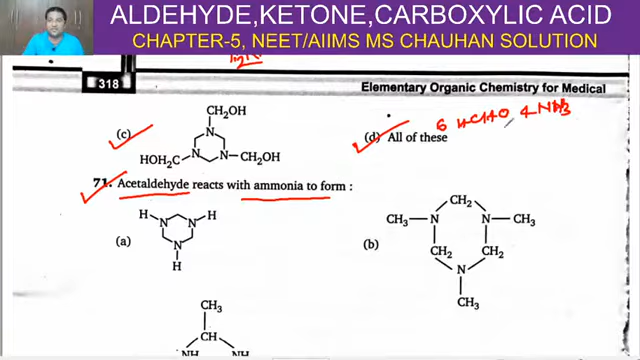 ALDEHYDE,KETONE,CARBOXYLIC ACID
CHAPTER-5, NEET/AIIMS MS CHAUHAN SOLUTION
318
Elementary Organic Chemistry for Medical
CH₂OH
N
(c)
N
N
HOH₂C
CH₂OH
(d) All of these
6 HCHO 4 NH₃
71. Acetaldehyde reacts with ammonia to form :
(a)
H
N
N
H
N
H
(b)
CH₂
CH₃
N
N
CH₃
CH₂
CH₂
N
CH₃
CH₃
CH
NH
NH